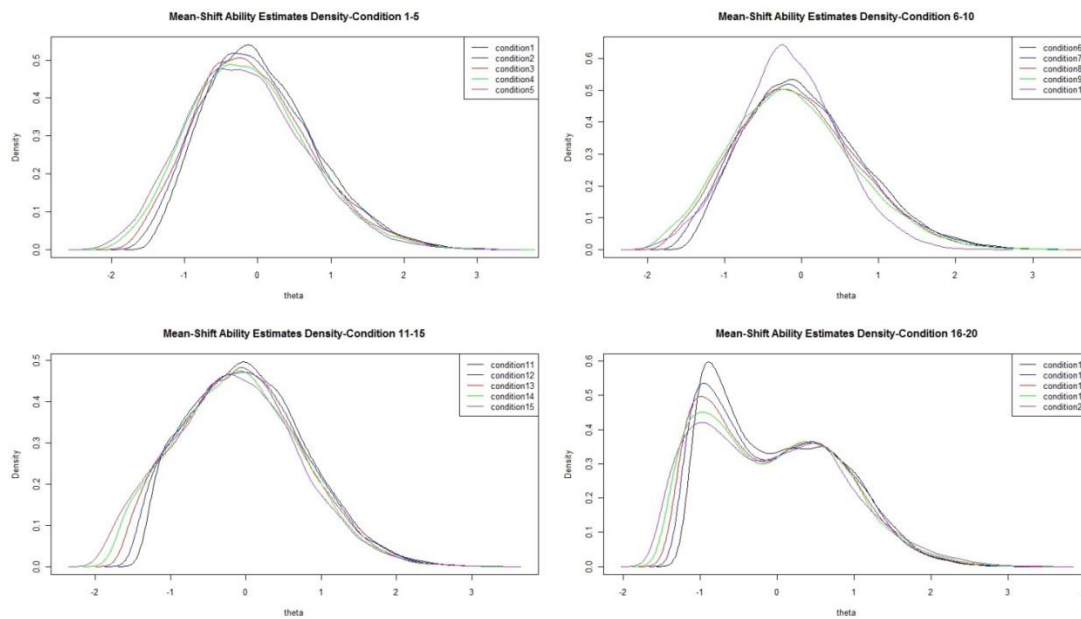 Mean-Shift Ability Estimates Density-Condition 1-5
Density
0.0 0.1 0.2 0.3 0.4 0.5
condition1
condition2
condition3
condition4
condition5
-2 -1 0 1 2 3
theta
Mean-Shift Ability Estimates Density-Condition 6-10
Density
0.0 0.1 0.2 0.3 0.4 0.5 0.6
condition6
condition7
condition8
condition9
condition1
-2 -1 0 1 2 3
theta
Mean-Shift Ability Estimates Density-Condition 11-15
Density
0.0 0.1 0.2 0.3 0.4 0.5
condition11
condition12
condition13
condition14
condition15
-2 -1 0 1 2 3
theta
Mean-Shift Ability Estimates Density-Condition 16-20
Density
0.0 0.1 0.2 0.3 0.4 0.5 0.6
condition1
condition1
condition1
condition1
condition2
-2 -1 0 1 2 3
theta